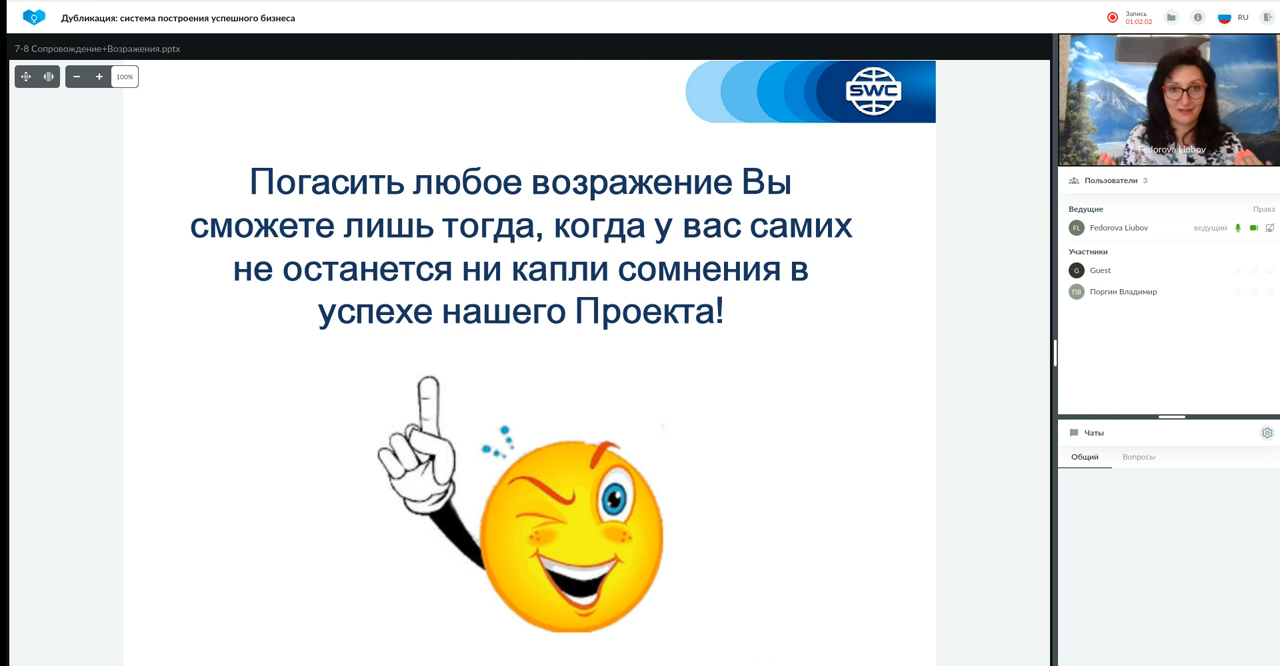 Дубликация: система построения успешного бизнеса
Запись
01:02:02
RU
7-8 Сопровождение+Возражения.pptx
100%
SWC
Погасить любое возражение Вы
сможете лишь тогда, когда у вас самих
не останется ни капли сомнения в
успехе нашего Проекта!
Fedorova Liubov
Пользователи 3
Ведущие Права
FL Fedorova Liubov ведущий
Участники
G Guest
ПВ Поргин Владимир
Чаты
Общий Вопросы